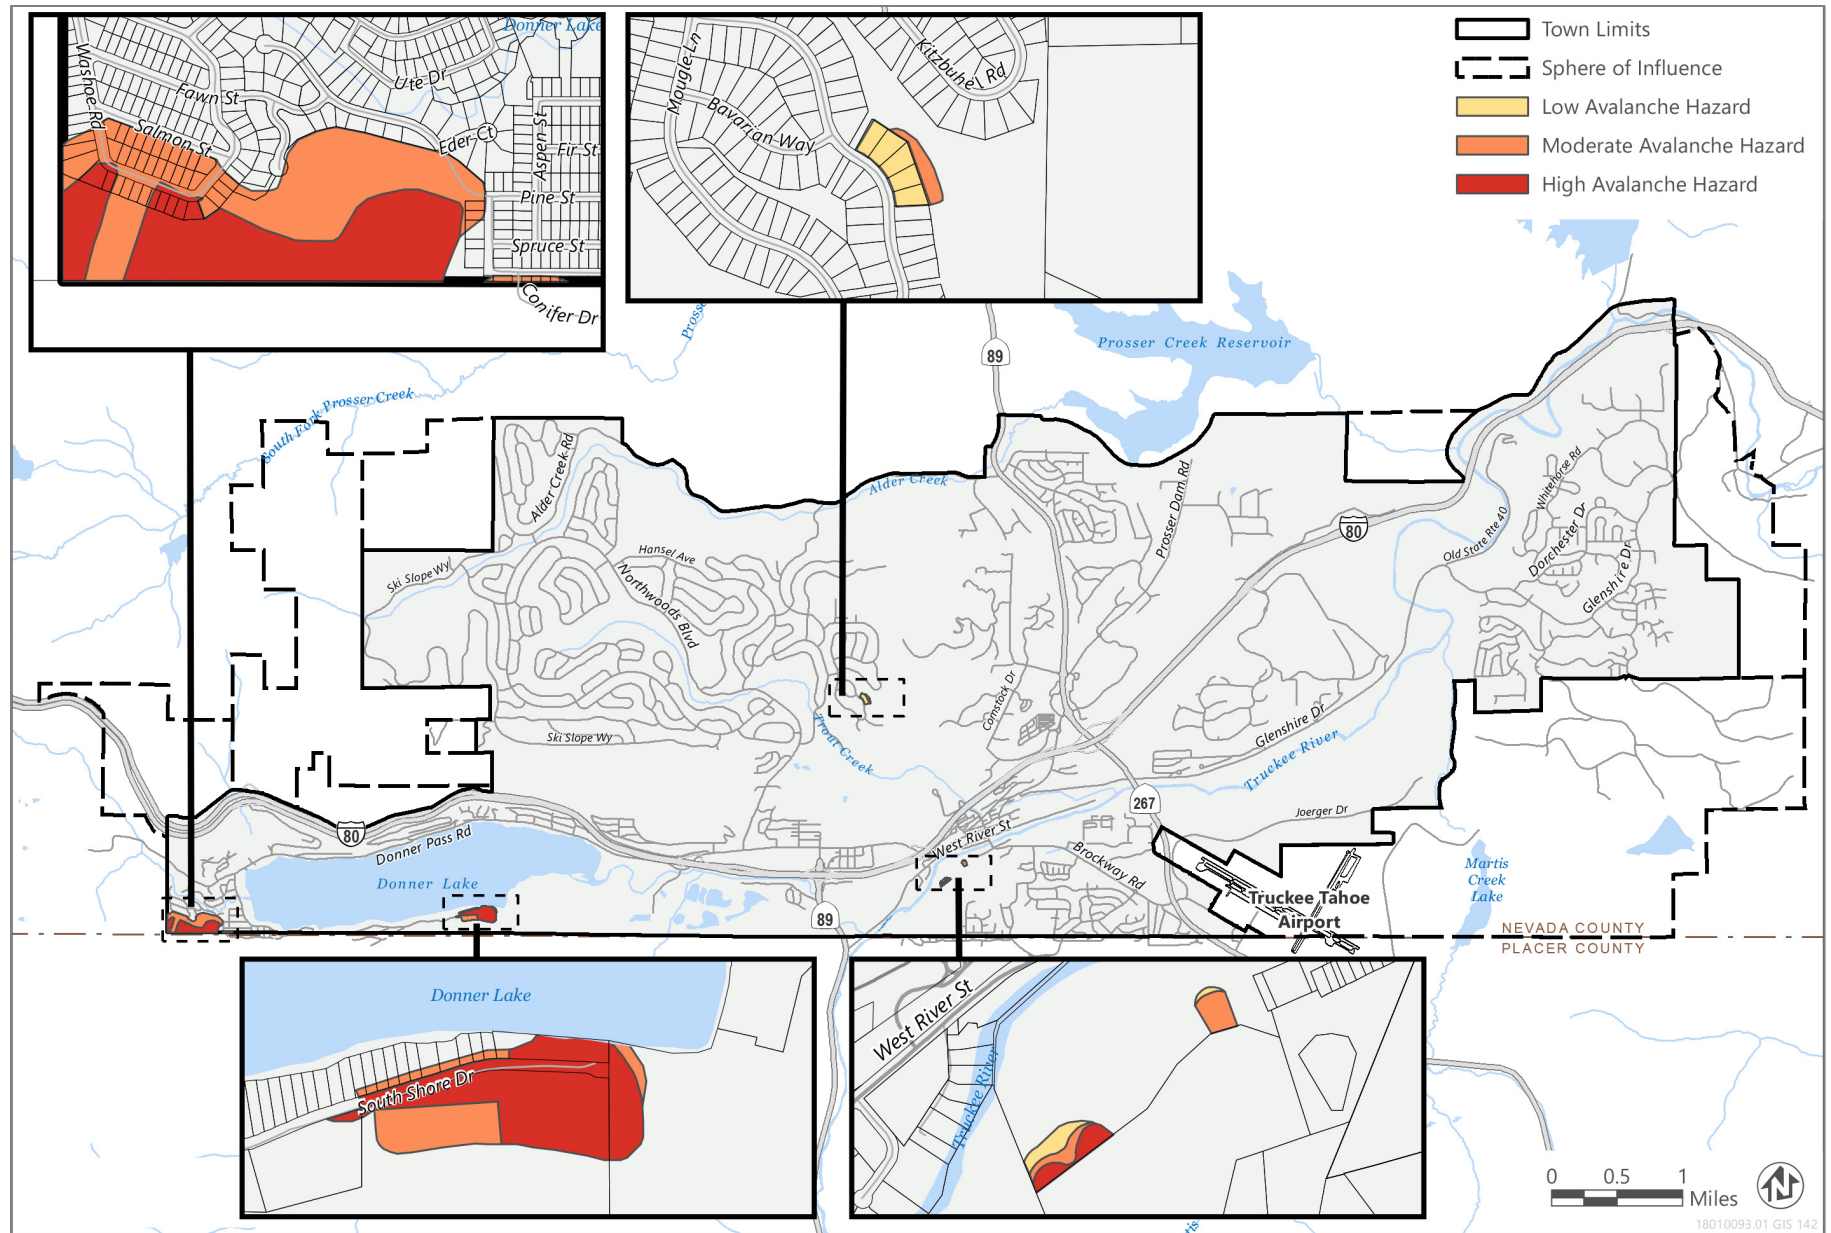 Donner Lake
Washoe Rd
Fawn St
Salmon St
Ute Dr
Eder Ct
Aspen St
Fir St
Pine St
Spruce St
Conifer Dr
Mougle Ln
Bavarian Way
Kitzbuhel Rd
Town Limits
Sphere of Influence
Low Avalanche Hazard
Moderate Avalanche Hazard
High Avalanche Hazard
South Fork Prosser Creek
89
Prosser Creek Reservoir
Alder Creek Rd
Alder Creek
Prosser Dam Rd
80
Old State Rte 40
Whitehorse Rd
Dorchester Dr
Glenshire Dr
Ski Slope Wy
Hansel Ave
Northwoods Blvd
Comstock Dr
Ski Slope Wy
Trout Creek
Glenshire Dr
Truckee River
267
Joerger Dr
80
Donner Pass Rd
Donner Lake
West River St
Brockway Rd
89
Truckee Tahoe
Airport
Martis
Creek
Lake
NEVADA COUNTY
PLACER COUNTY
Donner Lake
South Shore Dr
West River St
Truckee River
0 0.5 1
Miles
N
18010093.01 GIS 142